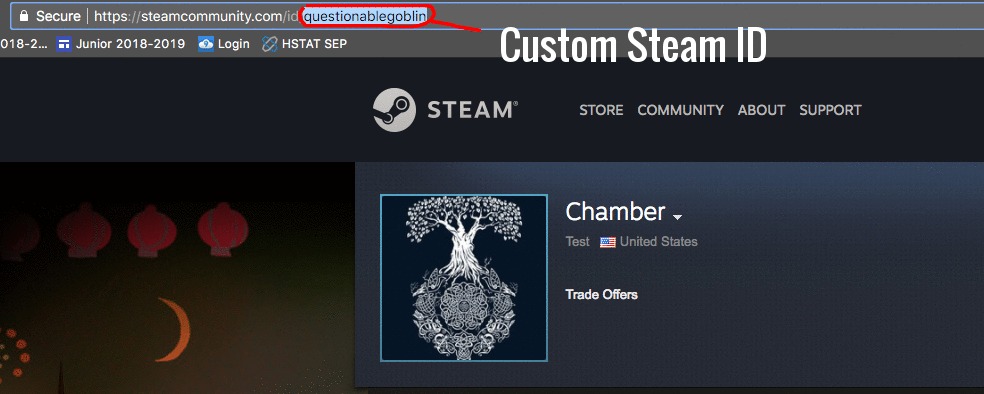 Secure | https://steamcommunity.com/id/questionablegoblin
018-2... Junior 2018-2019 Login HSTAT SEP
Custom Steam ID
STEAM® STORE COMMUNITY ABOUT SUPPORT
Chamber
Test United States
Trade Offers